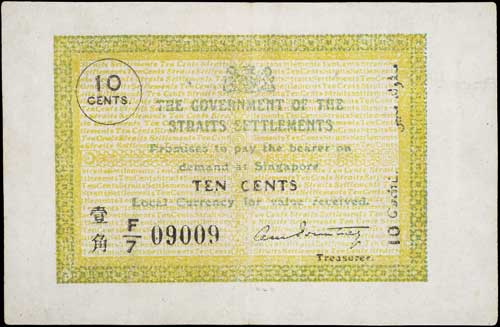 10
CENTS.
THE GOVERNMENT OF THE
STRAITS SETTLEMENTS
Promises to pay the bearer on
demand at Singapore
TEN CENTS
Local Currency for value received.
壹角
F/7 09009
Treasurer.
10